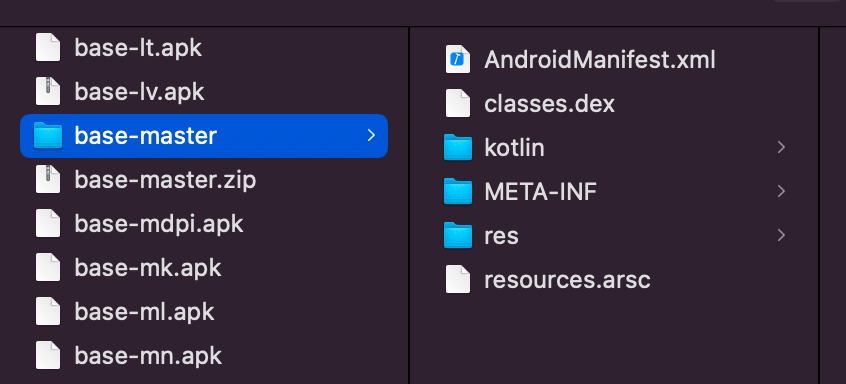 base-lt.apk
base-lv.apk
base-master
base-master.zip
base-mdpi.apk
base-mk.apk
base-ml.apk
base-mn.apk
AndroidManifest.xml
classes.dex
kotlin
META-INF
res
resources.arsc